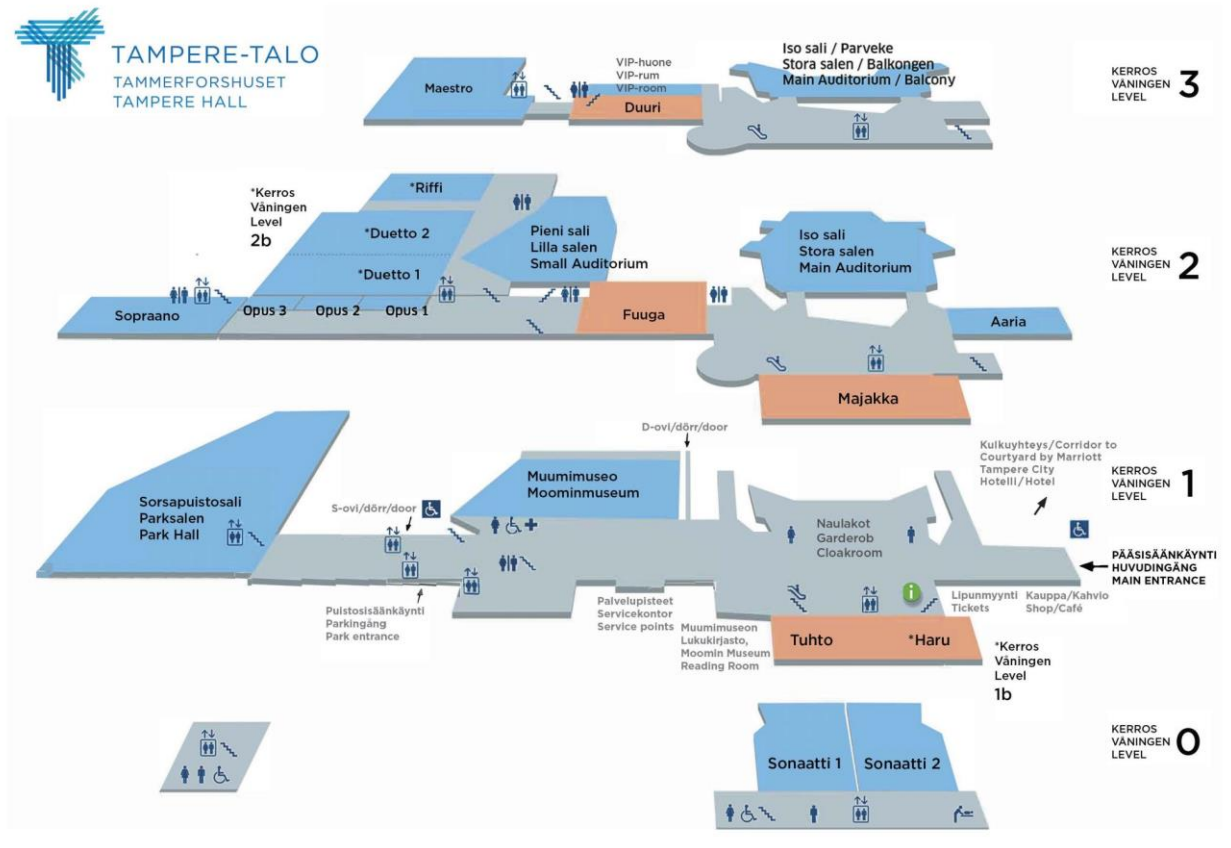 TAMPERE-TALO
TAMMERFORSHUSET
TAMPERE HALL
Maestro
VIP-huone
VIP-rum
VIP-room
Duuri
Iso sali / Parveke
Stora salen / Balkongen
Main Auditorium / Balcony
KERROS
VÅNINGEN
LEVEL
3
*Kerros
Våningen
Level
2b
*Riffi
*Duetto 2
*Duetto 1
Pieni sali
Lilla salen
Small Auditorium
Iso sali
Stora salen
Main Auditorium
KERROS
VÅNINGEN
LEVEL
2
Sopraano
Opus 3
Opus 2
Opus 1
Fuuga
Aaria
Majakka
D-ovi/dörr/door
Kulkuyhteys/Corridor to
Courtyard by Marriott
Tampere City
Hotelli/Hotel
KERROS
VÅNINGEN
LEVEL
1
Sorsapuistosali
Parksalen
Park Hall
S-ovi/dörr/door
Muumimuseo
Moominmuseum
Naulakot
Garderob
Cloakroom
PÄÄSISÄÄNKÄYNTI
HUVUDINGÅNG
MAIN ENTRANCE
i
Puistosisäänkäynti
Parkingång
Park entrance
Palvelupisteet
Servicekontor
Service points
Muumimuseon
Lukukirjasto,
Moomin Museum
Reading Room
Lipunmyynti
Tickets
Kauppa/Kahvio
Shop/Café
Tuhto
*Haru
*Kerros
Våningen
Level
1b
Sonaatti 1
Sonaatti 2
KERROS
VÅNINGEN
LEVEL
0